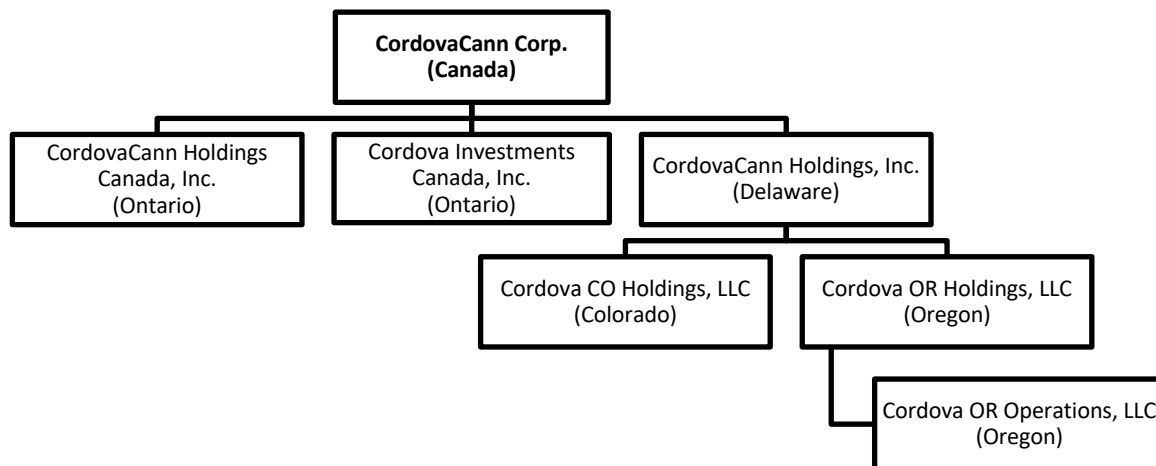 CordovaCann Corp.
(Canada)
CordovaCann Holdings
Canada, Inc.
(Ontario)
Cordova Investments
Canada, Inc.
(Ontario)
CordovaCann Holdings, Inc.
(Delaware)
Cordova CO Holdings, LLC
(Colorado)
Cordova OR Holdings, LLC
(Oregon)
Cordova OR Operations, LLC
(Oregon)